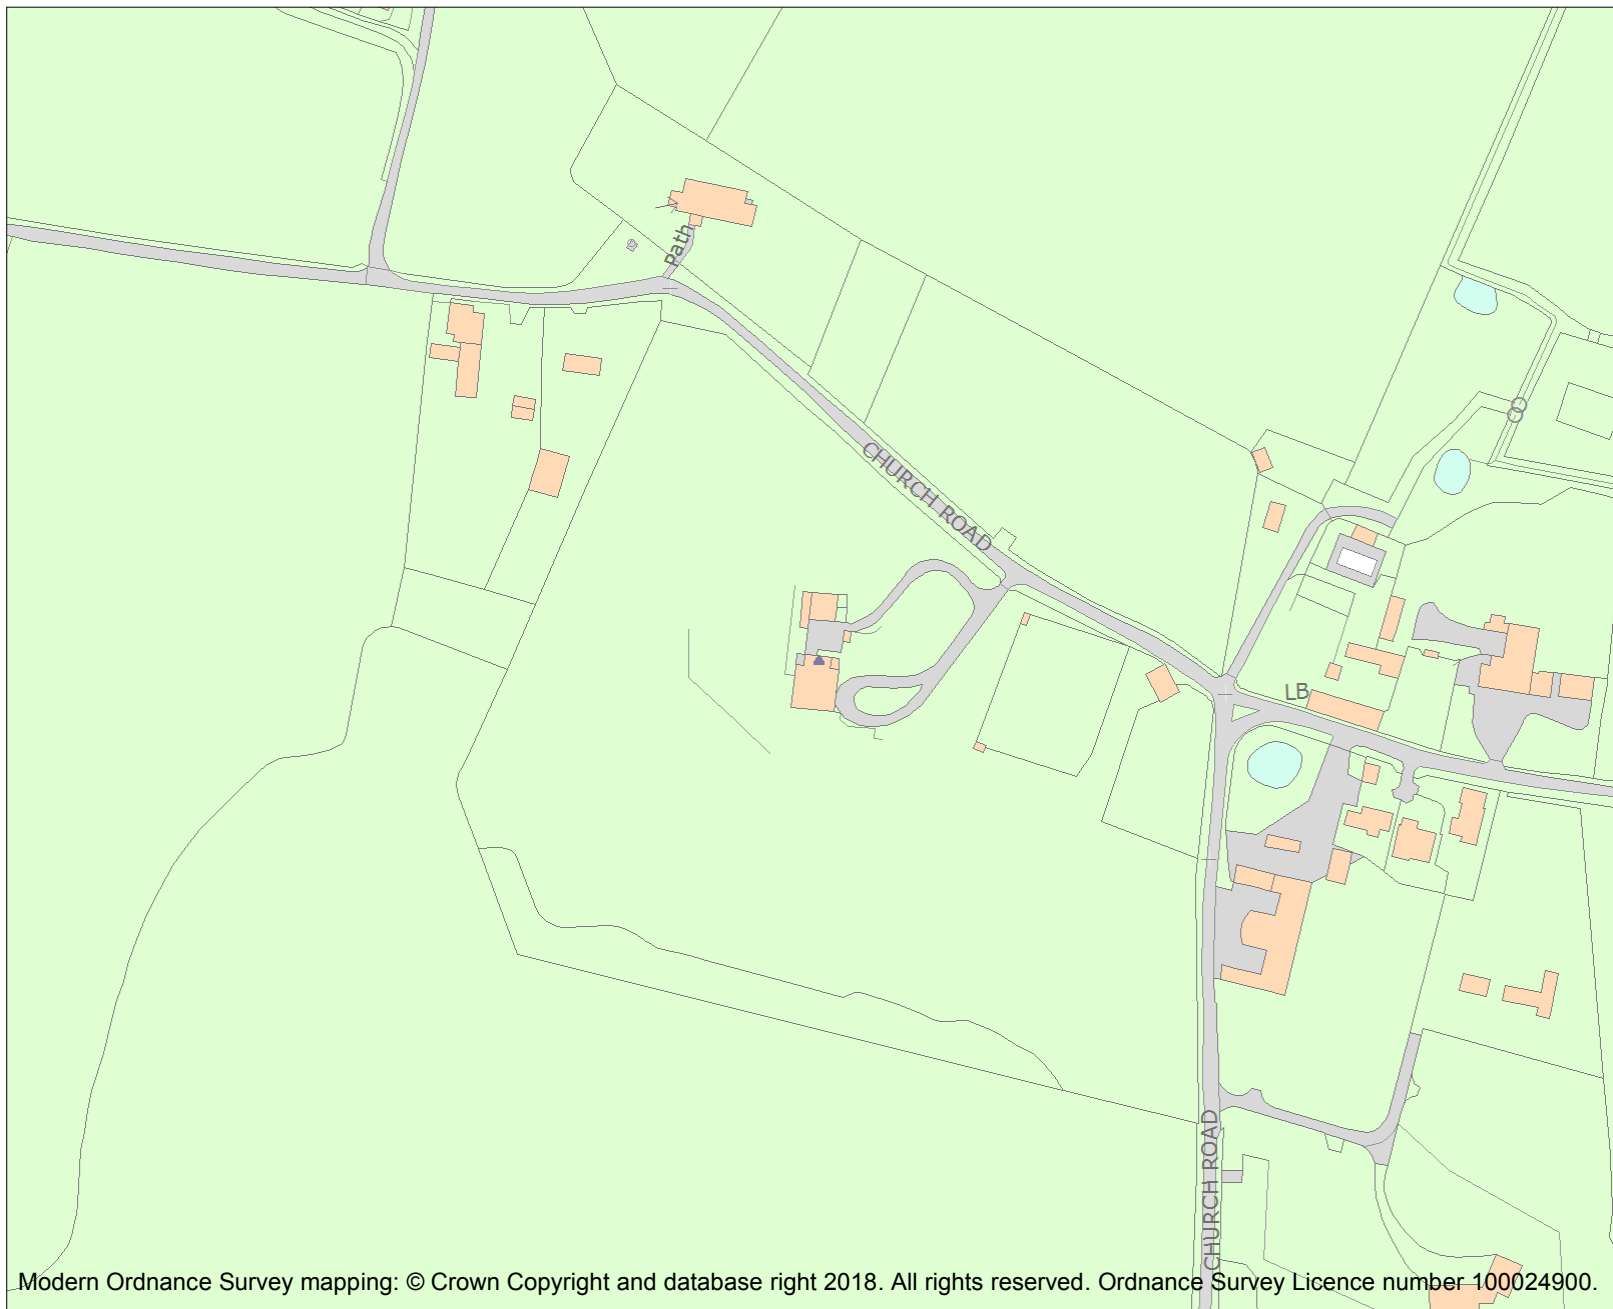 Path
CHURCH ROAD
LB
CHURCH ROAD
Modern Ordnance Survey mapping: © Crown Copyright and database right 2018. All rights reserved. Ordnance Survey Licence number 100024900.